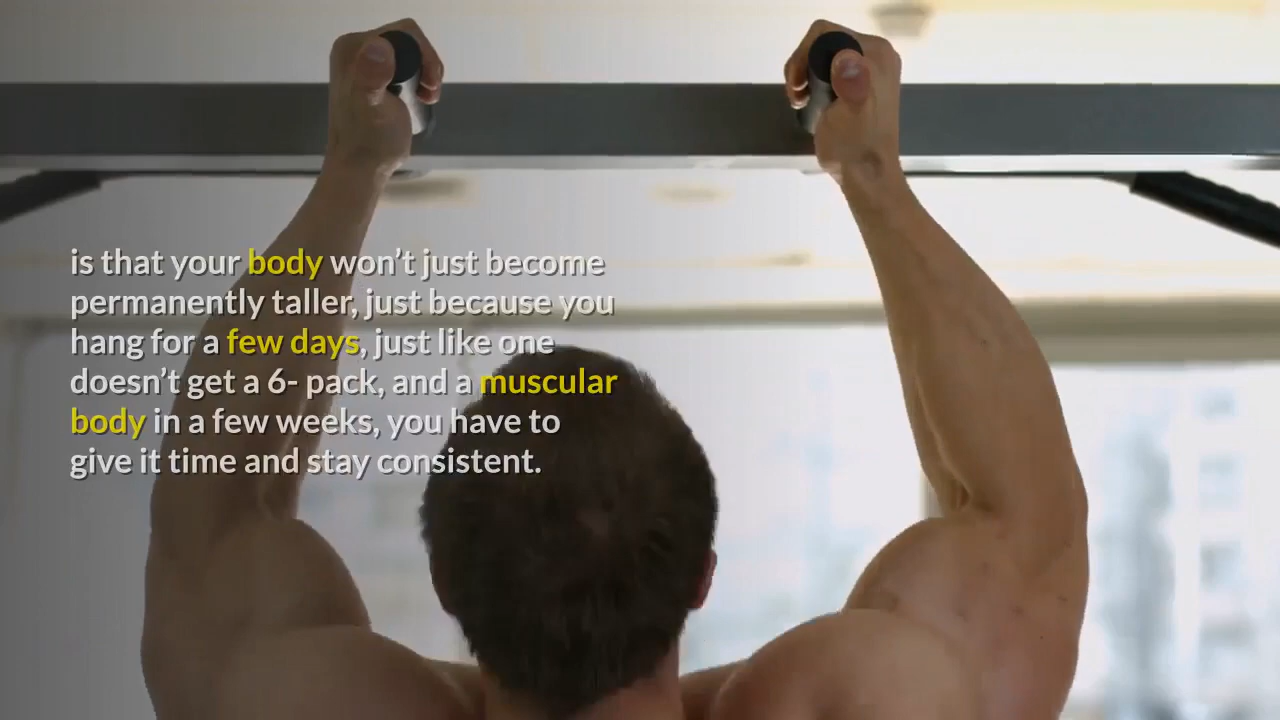 is that your body won’t just become
permanently taller, just because you
hang for a few days, just like one
doesn’t get a 6- pack, and a muscular
body in a few weeks, you have to
give it time and stay consistent.